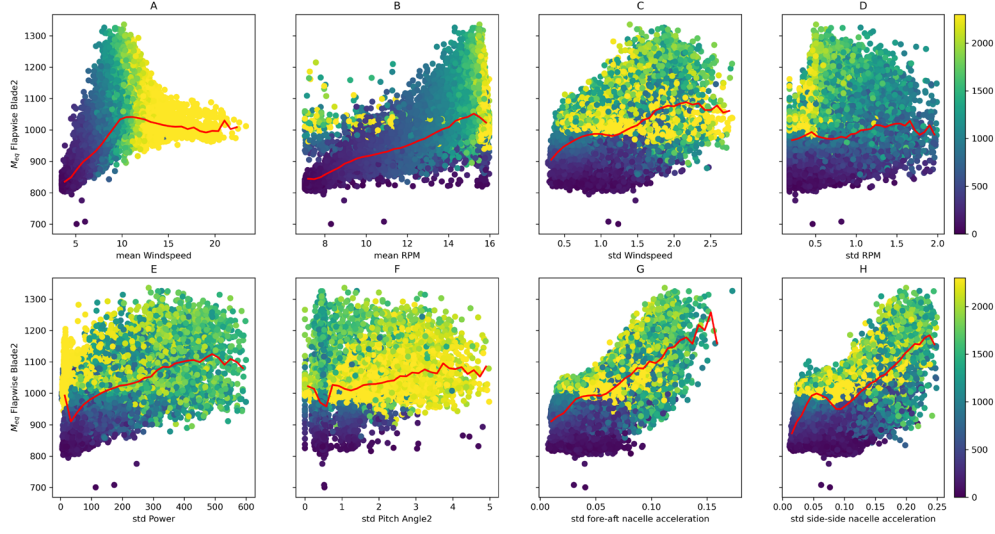 A B C D
1300
1200
1100
1000
900
800
700
M_eq Flapwise Blade2
5 10 15 20
mean Windspeed
8 10 12 14 16
mean RPM
0.5 1.0 1.5 2.0 2.5
std Windspeed
0.5 1.0 1.5 2.0
std RPM
2000
1500
1000
500
0
E F G H
1300
1200
1100
1000
900
800
700
M_eq Flapwise Blade2
0 100 200 300 400 500 600
std Power
0 1 2 3 4 5
std Pitch Angle2
0.00 0.05 0.10 0.15
std fore-aft nacelle acceleration
0.00 0.05 0.10 0.15 0.20 0.25
std side-side nacelle acceleration
2000
1500
1000
500
0